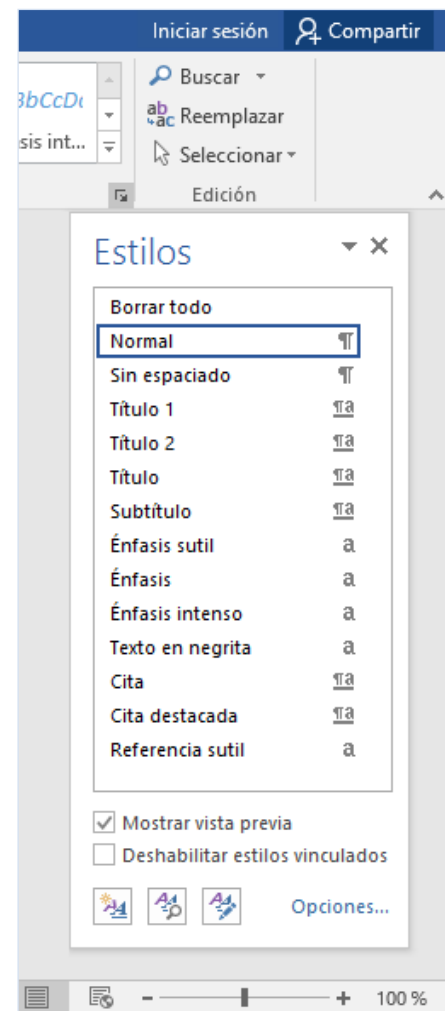 Iniciar sesión Compartir
BbCcDc Buscar
sis int... Reemplazar
Seleccionar
Edición
Estilos
Borrar todo
Normal ¶
Sin espaciado ¶
Título 1 ¶a
Título 2 ¶a
Título ¶a
Subtítulo ¶a
Énfasis sutil a
Énfasis a
Énfasis intenso a
Texto en negrita a
Cita ¶a
Cita destacada ¶a
Referencia sutil a
Mostrar vista previa
Deshabilitar estilos vinculados
Opciones...
- + 100 %